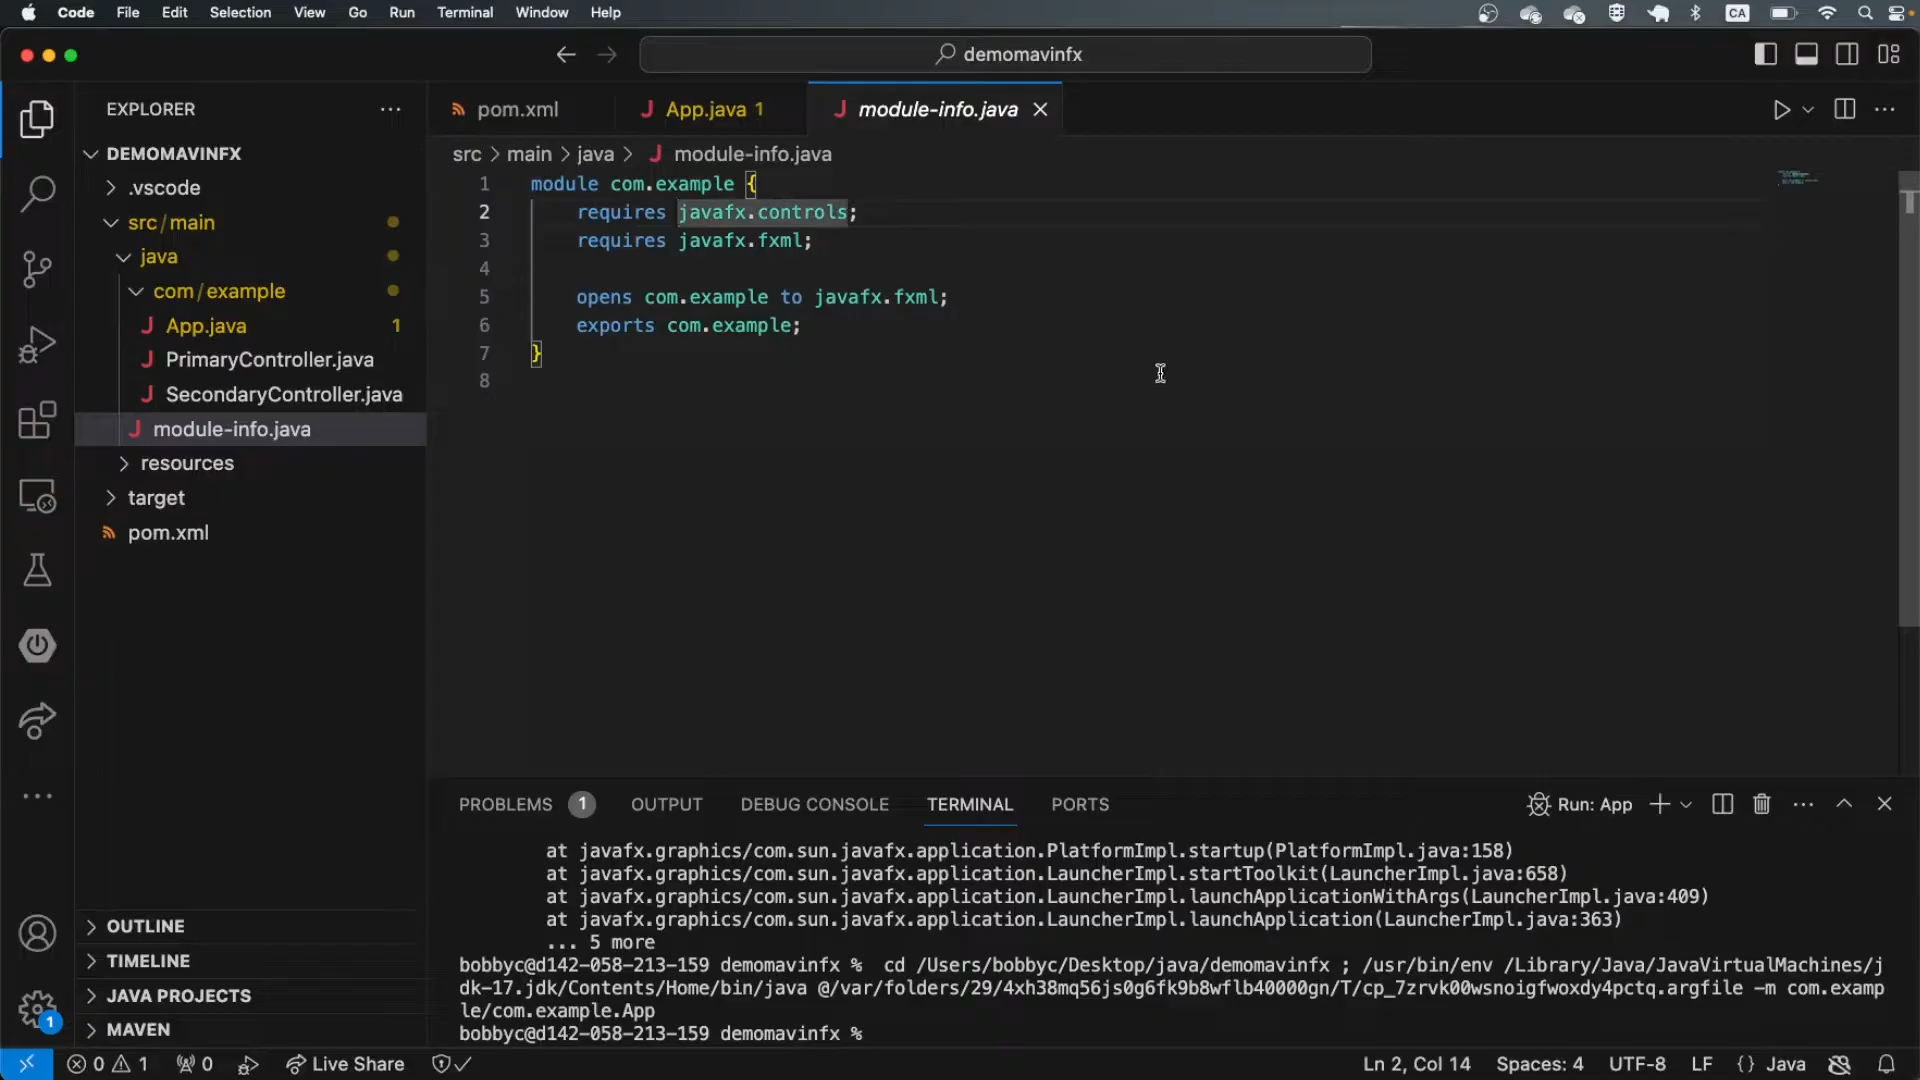 Code File Edit Selection View Go Run Terminal Window Help CA
demomavinfx
EXPLORER
DEMOMAVINFX
.vscode
src/main
java
com/example
App.java 1
PrimaryController.java
SecondaryController.java
module-info.java
resources
target
pom.xml
OUTLINE
TIMELINE
JAVA PROJECTS
MAVEN
1
pom.xml App.java 1 module-info.java
src > main > java > module-info.java
1 module com.example {
2 requires javafx.controls;
3 requires javafx.fxml;
4
5 opens com.example to javafx.fxml;
6 exports com.example;
7 }
8
PROBLEMS 1 OUTPUT DEBUG CONSOLE TERMINAL PORTS Run: App
at javafx.graphics/com.sun.javafx.application.PlatformImpl.startup(PlatformImpl.java:158)
at javafx.graphics/com.sun.javafx.application.LauncherImpl.startToolkit(LauncherImpl.java:658)
at javafx.graphics/com.sun.javafx.application.LauncherImpl.launchApplicationWithArgs(LauncherImpl.java:409)
at javafx.graphics/com.sun.javafx.application.LauncherImpl.launchApplication(LauncherImpl.java:363)
... 5 more
bobbyc@d142-058-213-159 demomavinfx % cd /Users/bobbyc/Desktop/java/demomavinfx ; /usr/bin/env /Library/Java/JavaVirtualMachines/j
dk-17.jdk/Contents/Home/bin/java @/var/folders/29/4xh38mq56js0g6fk9b8wflb40000gn/T/cp_7zrvk00wsnoigfwoxdy4pctq.argfile -m com.examp
le/com.example.App
bobbyc@d142-058-213-159 demomavinfx %
0 1 0 Live Share Ln 2, Col 14 Spaces: 4 UTF-8 LF {} Java